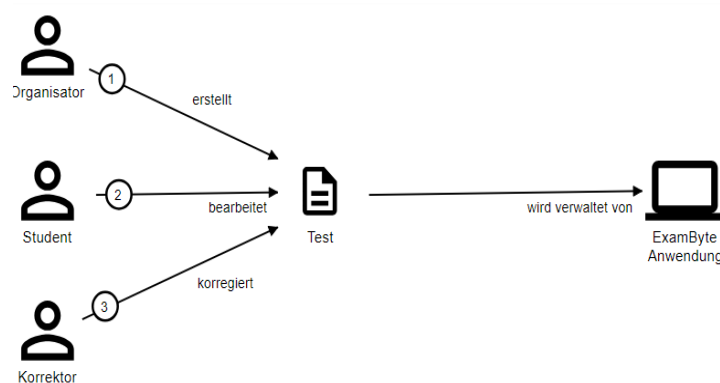 1
Organisator
erstellt
2
Student
bearbeitet
Test
wird verwaltet von
ExamByte
Anwendung
korregiert
3
Korrektor